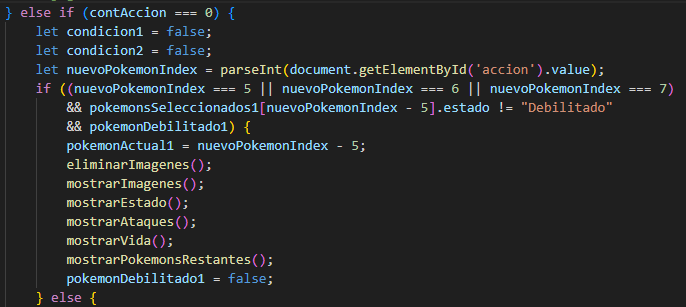 } else if (contAccion === 0) {
let condicion1 = false;
let condicion2 = false;
let nuevoPokemonIndex = parseInt(document.getElementById('accion').value);
if ((nuevoPokemonIndex === 5 || nuevoPokemonIndex === 6 || nuevoPokemonIndex === 7)
&& pokemonsSeleccionados1[nuevoPokemonIndex - 5].estado != "Debilitado"
&& pokemonDebilitado1) {
pokemonActual1 = nuevoPokemonIndex - 5;
eliminarImagenes();
mostrarImagenes();
mostrarEstado();
mostrarAtaques();
mostrarVida();
mostrarPokemonsRestantes();
pokemonDebilitado1 = false;
} else {